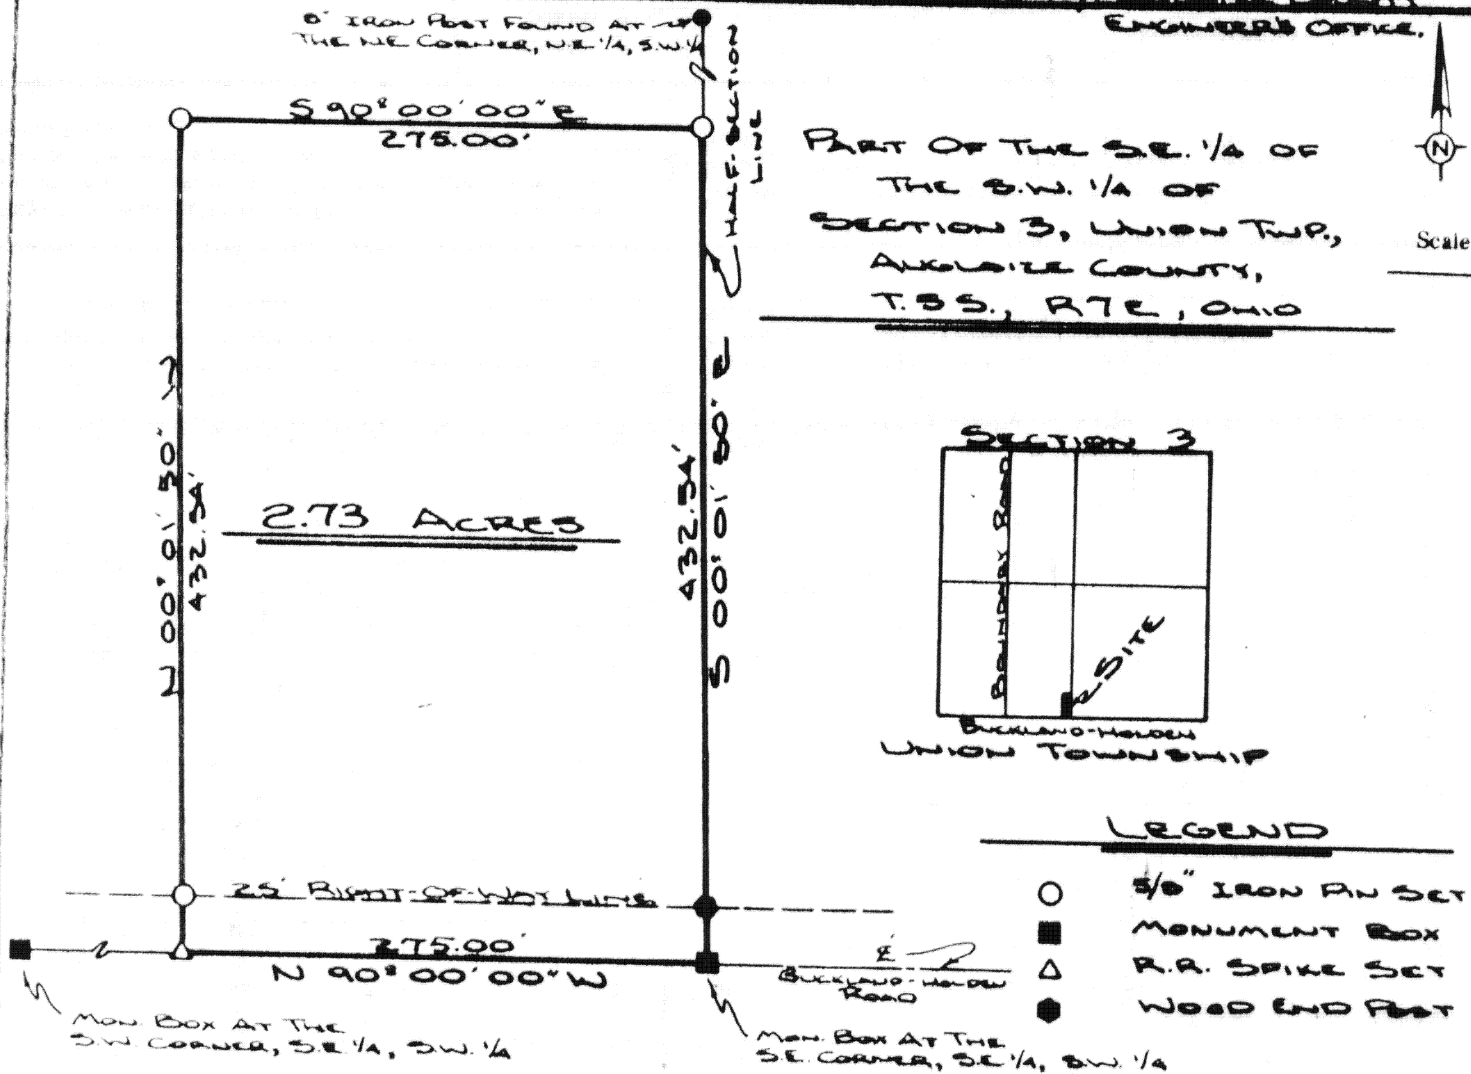 ENGINEER'S OFFICE.
8" IRON POST FOUND AT
THE NE CORNER, N.E. 1/4, S.W. 1/4
HALF-SECTION
LINE
N
Scale
S 90° 00' 00" E
275.00'
PART OF THE S.E. 1/4 OF
THE S.W. 1/4 OF
SECTION 3, UNION TWP.,
AUGLAIZE COUNTY,
T.5S., R7E, OHIO
N 00° 01' 50" W
432.54'
2.73 ACRES
432.54'
S 00° 01' 50" E
SECTION 3
BOUNDARY ROAD
SITE
BUCKLAND-HOLDEN
UNION TOWNSHIP
LEGEND
5/8" IRON PIN SET
MONUMENT BOX
R.R. SPIKE SET
WOOD END POST
25' RIGHT-OF-WAY LINE
275.00'
N 90° 00' 00" W
BUCKLAND-HOLDEN
ROAD
MON. BOX AT THE
S.W. CORNER, S.E. 1/4, S.W. 1/4
MON. BOX AT THE
S.E. CORNER, S.E. 1/4, S.W. 1/4